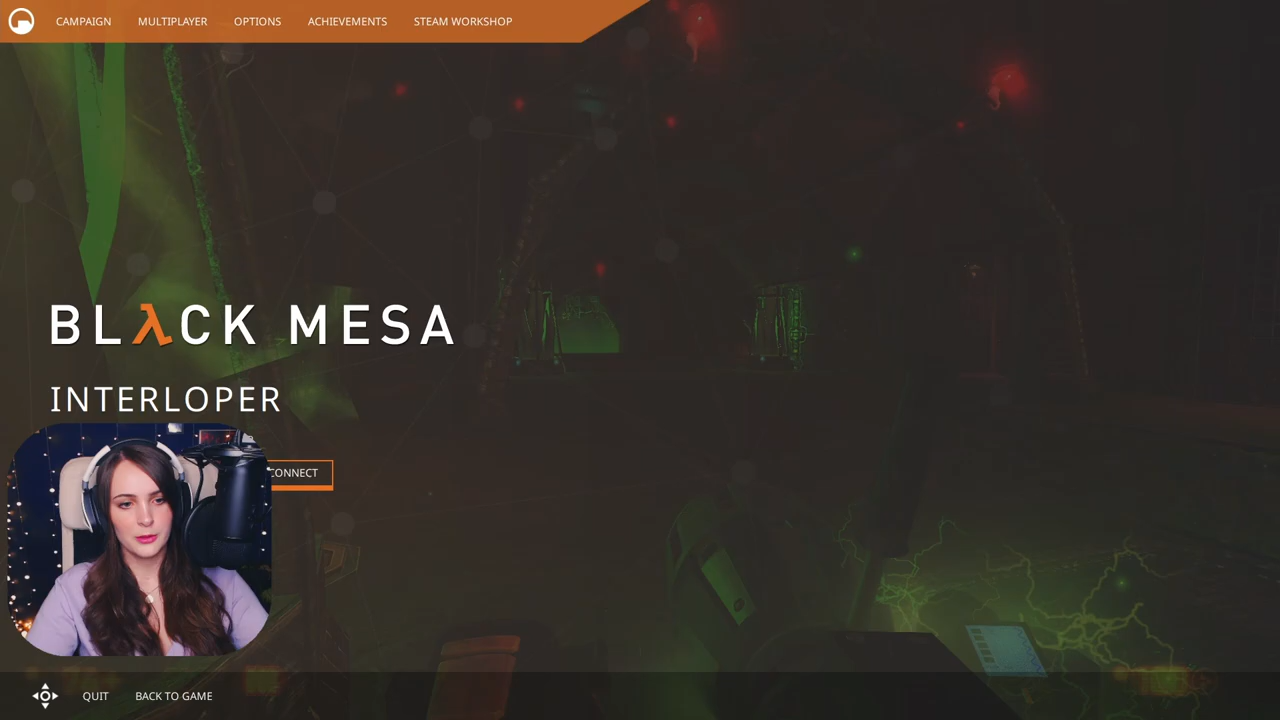 CAMPAIGN MULTIPLAYER OPTIONS ACHIEVEMENTS STEAM WORKSHOP
BLλCK MESA
INTERLOPER
CONNECT
QUIT BACK TO GAME